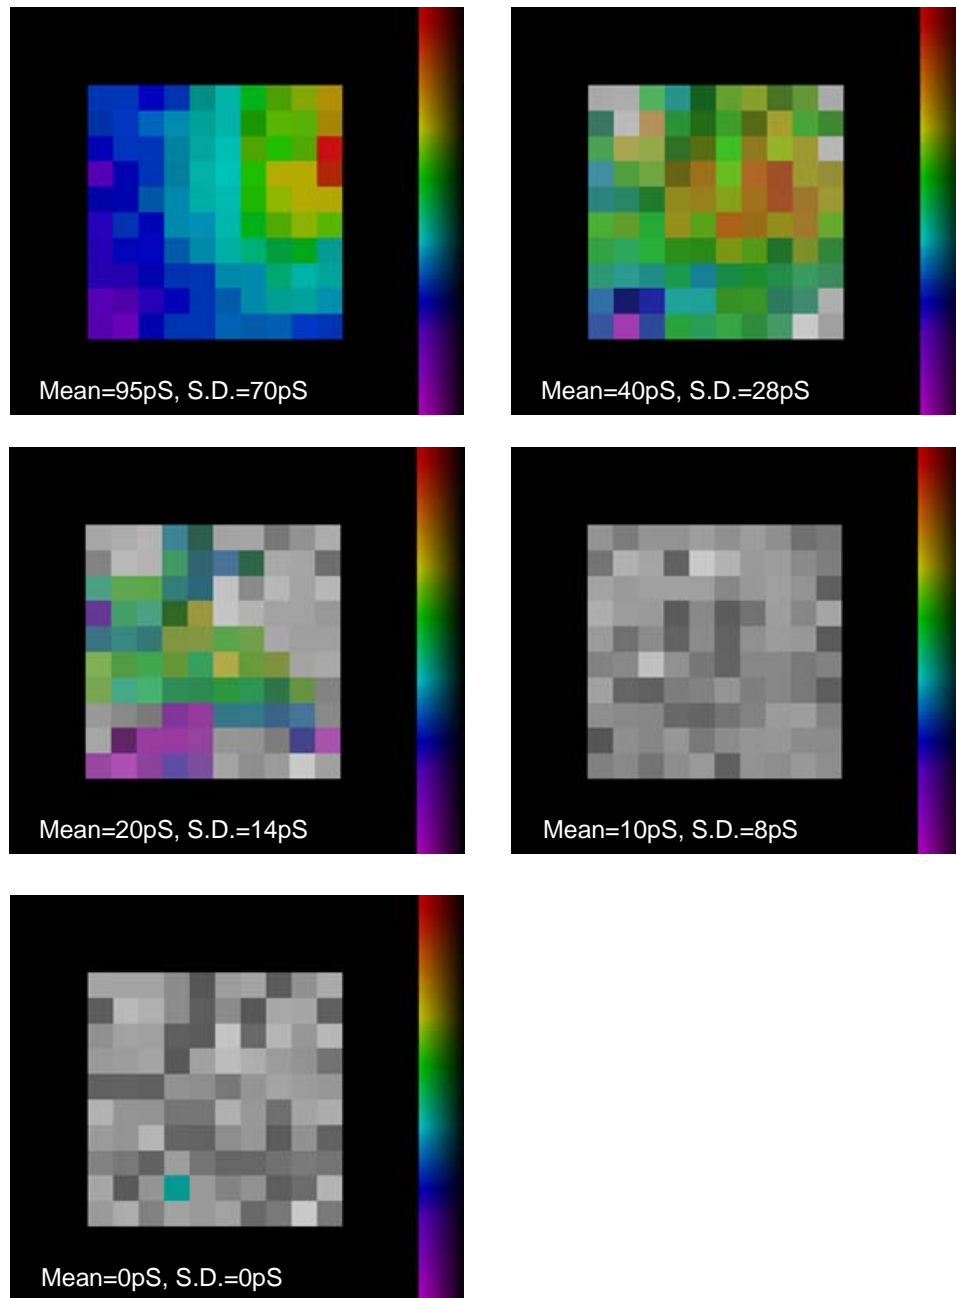 Mean=95pS, S.D.=70pS
Mean=40pS, S.D.=28pS
Mean=20pS, S.D.=14pS
Mean=10pS, S.D.=8pS
Mean=0pS, S.D.=0pS